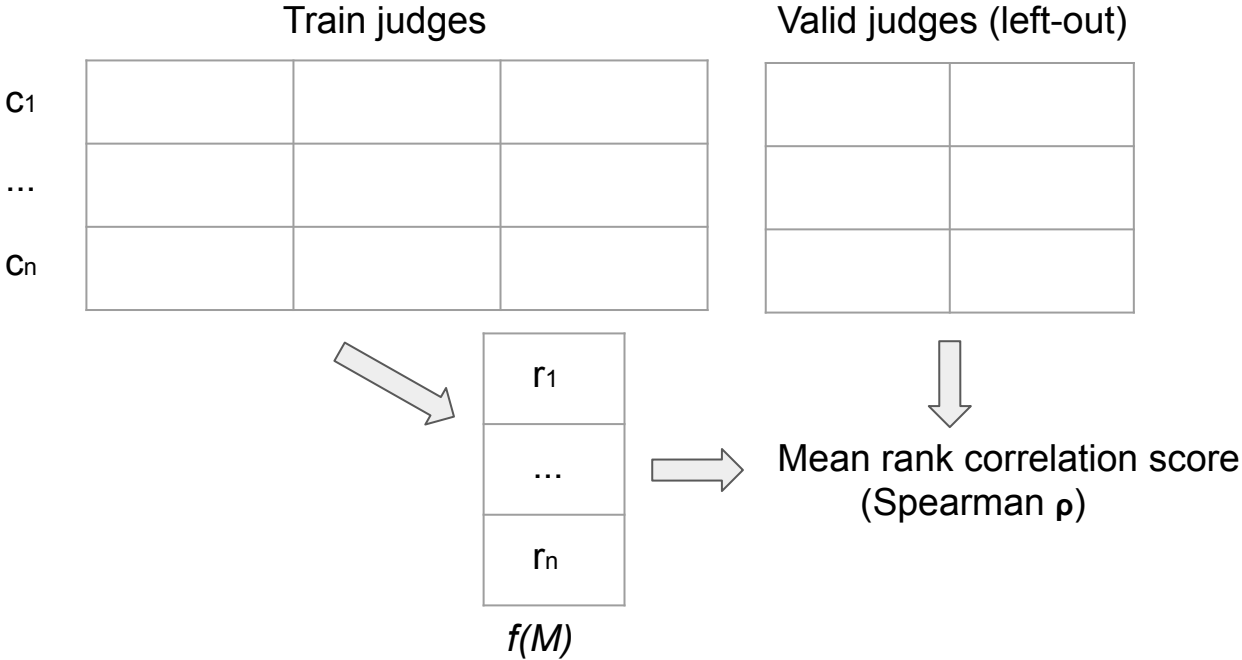 Train judges
Valid judges (left-out)
c1
...
cn
r1
...
rn
f(M)
Mean rank correlation score
(Spearman ρ)